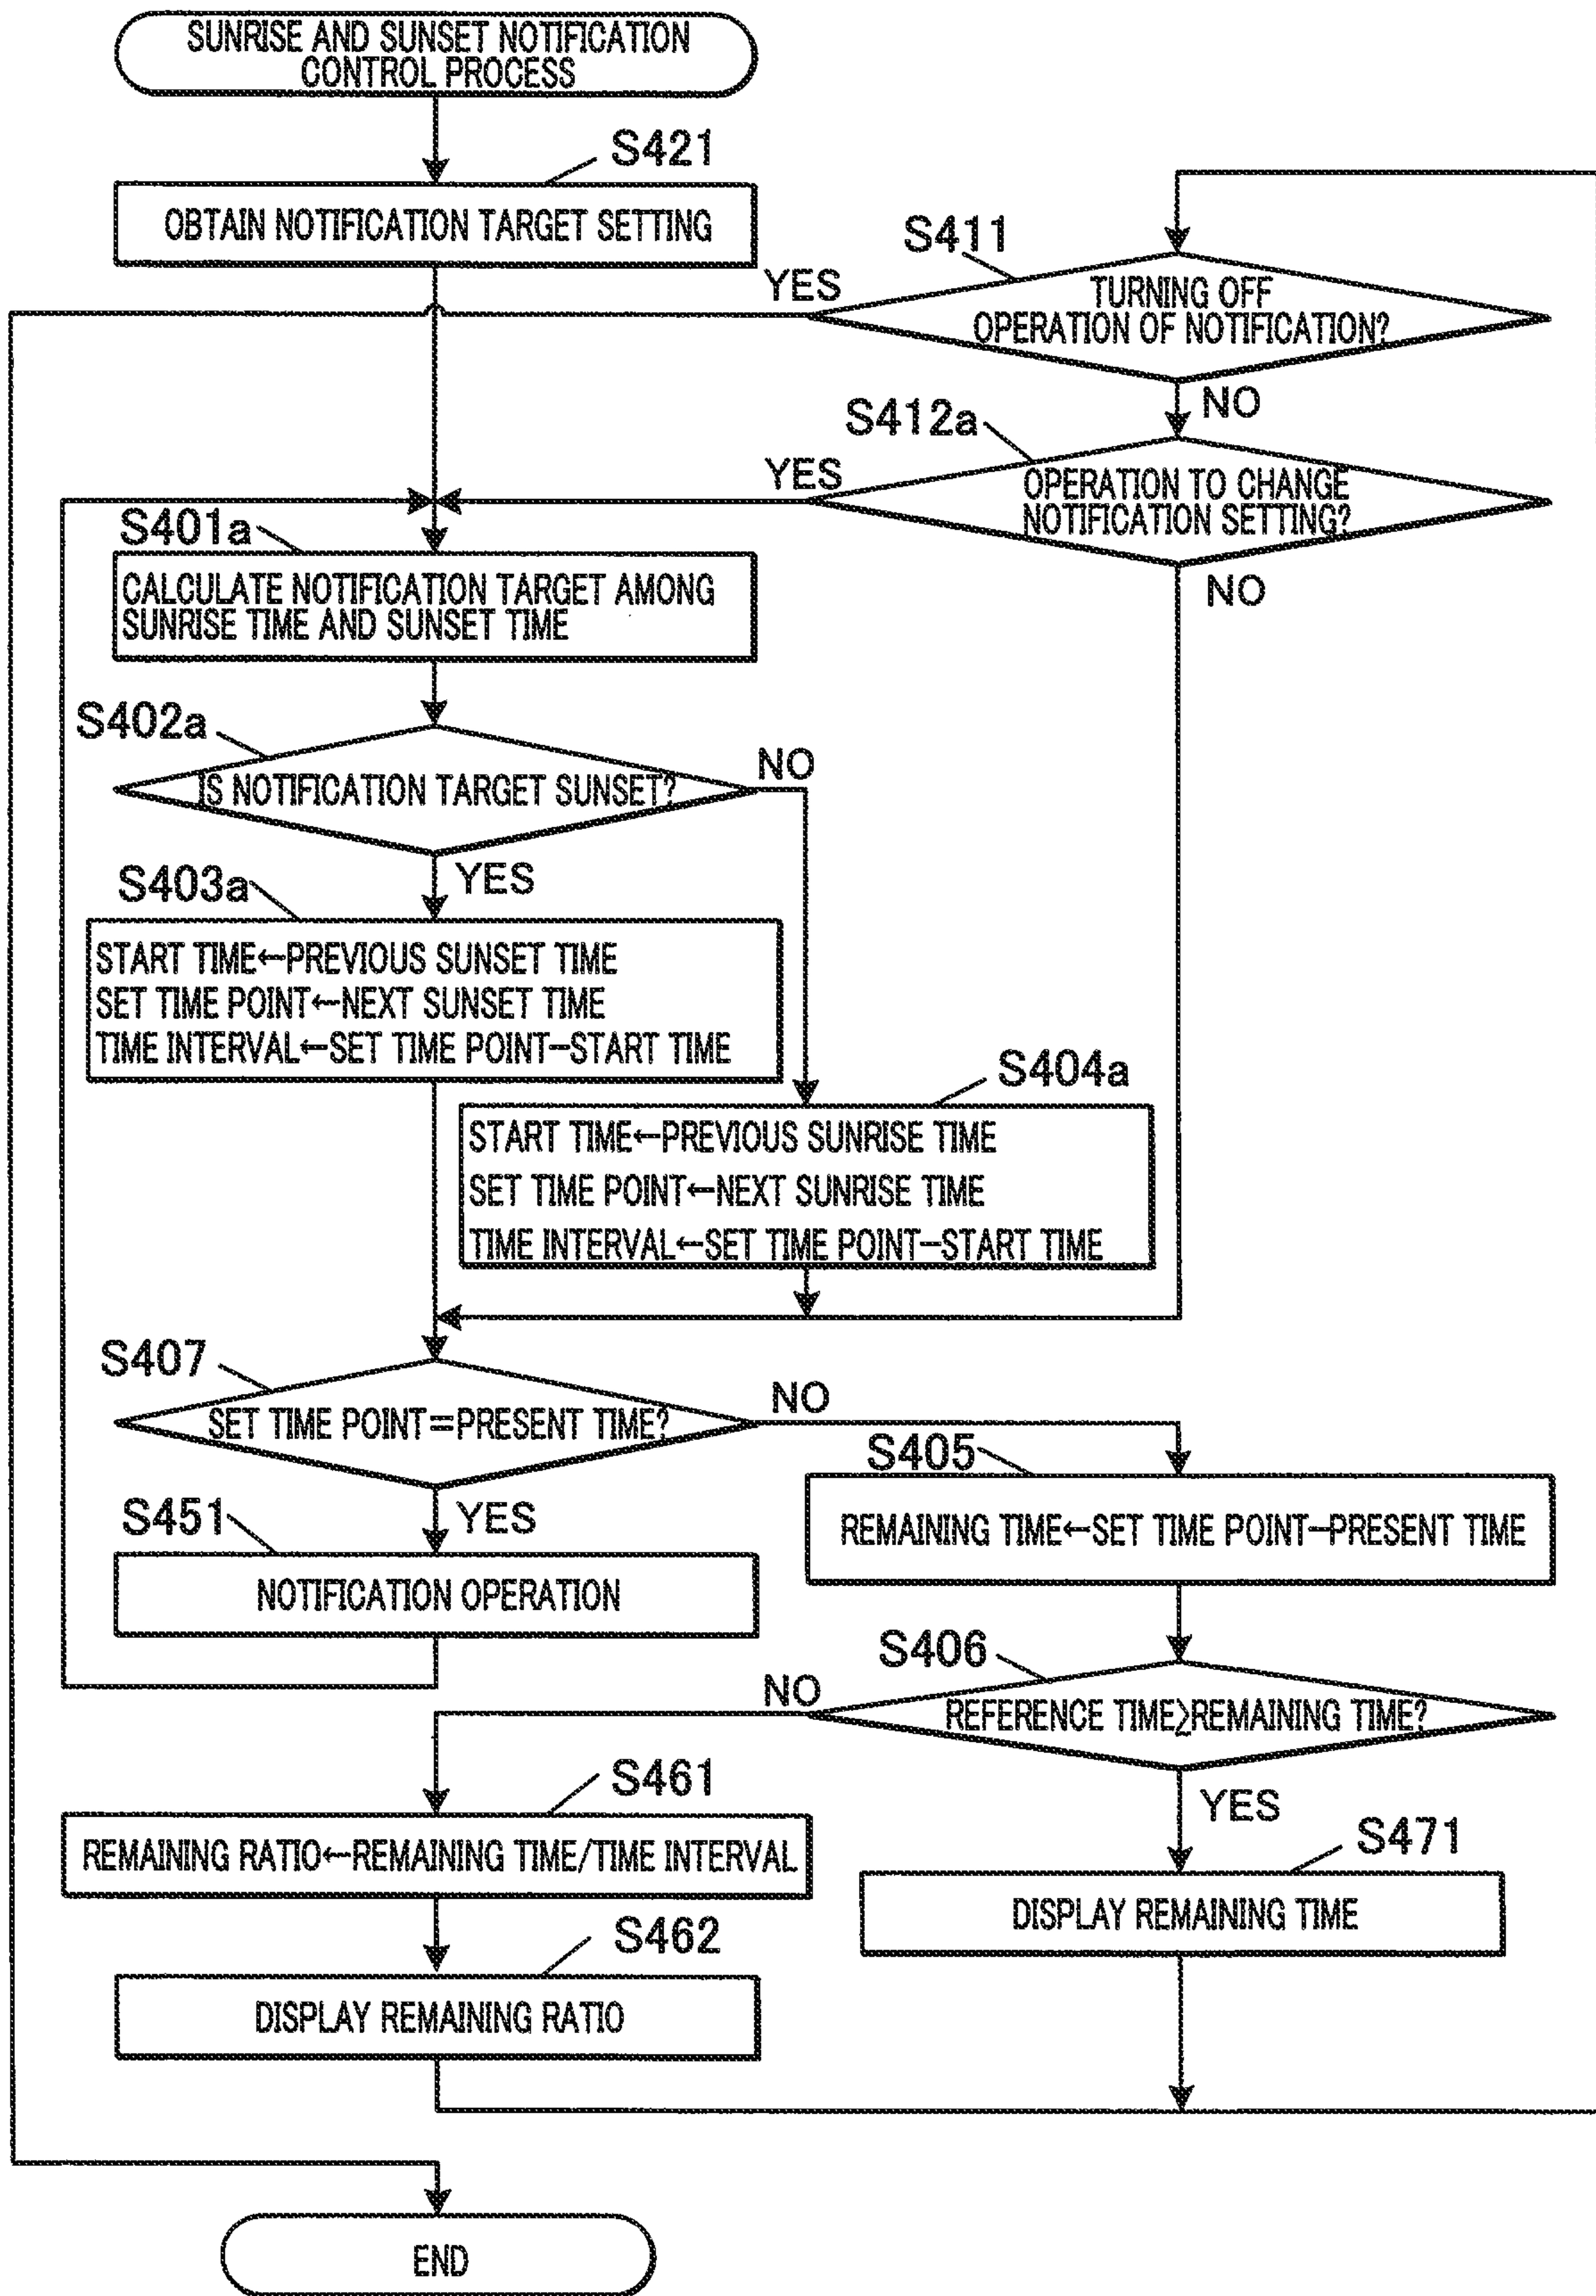 SUNRISE AND SUNSET NOTIFICATION
CONTROL PROCESS
S421
OBTAIN NOTIFICATION TARGET SETTING
S411
YES
TURNING OFF
OPERATION OF NOTIFICATION?
NO
S412a
YES
OPERATION TO CHANGE
NOTIFICATION SETTING?
NO
S401a
CALCULATE NOTIFICATION TARGET AMONG
SUNRISE TIME AND SUNSET TIME
S402a
IS NOTIFICATION TARGET SUNSET?
NO
YES
S403a
START TIME←PREVIOUS SUNSET TIME
SET TIME POINT←NEXT SUNSET TIME
TIME INTERVAL←SET TIME POINT−START TIME
S404a
START TIME←PREVIOUS SUNRISE TIME
SET TIME POINT←NEXT SUNRISE TIME
TIME INTERVAL←SET TIME POINT−START TIME
S407
SET TIME POINT=PRESENT TIME?
NO
YES
S405
REMAINING TIME←SET TIME POINT−PRESENT TIME
S451
NOTIFICATION OPERATION
S406
NO
REFERENCE TIME≥REMAINING TIME?
YES
S461
REMAINING RATIO←REMAINING TIME/TIME INTERVAL
S471
DISPLAY REMAINING TIME
S462
DISPLAY REMAINING RATIO
END